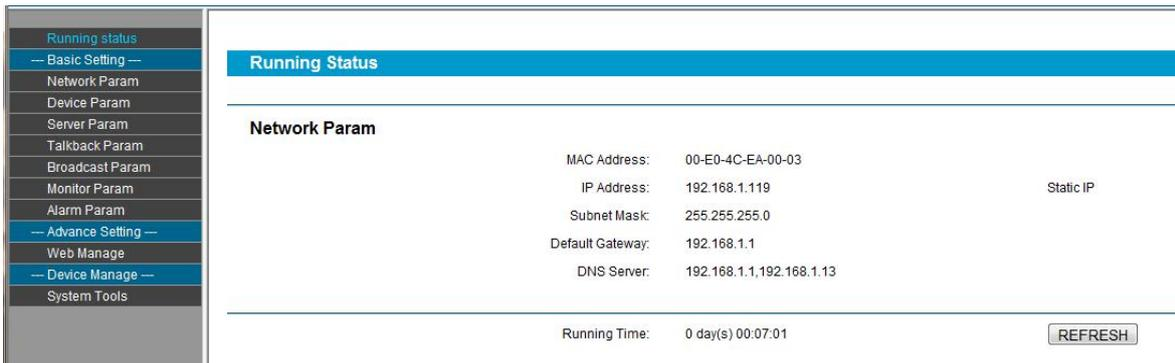 Running status
--- Basic Setting ---
Network Param
Device Param
Server Param
Talkback Param
Broadcast Param
Monitor Param
Alarm Param
--- Advance Setting ---
Web Manage
--- Device Manage ---
System Tools
Running Status
Network Param
MAC Address: 00-E0-4C-EA-00-03
IP Address: 192.168.1.119 Static IP
Subnet Mask: 255.255.255.0
Default Gateway: 192.168.1.1
DNS Server: 192.168.1.1,192.168.1.13
Running Time: 0 day(s) 00:07:01 REFRESH